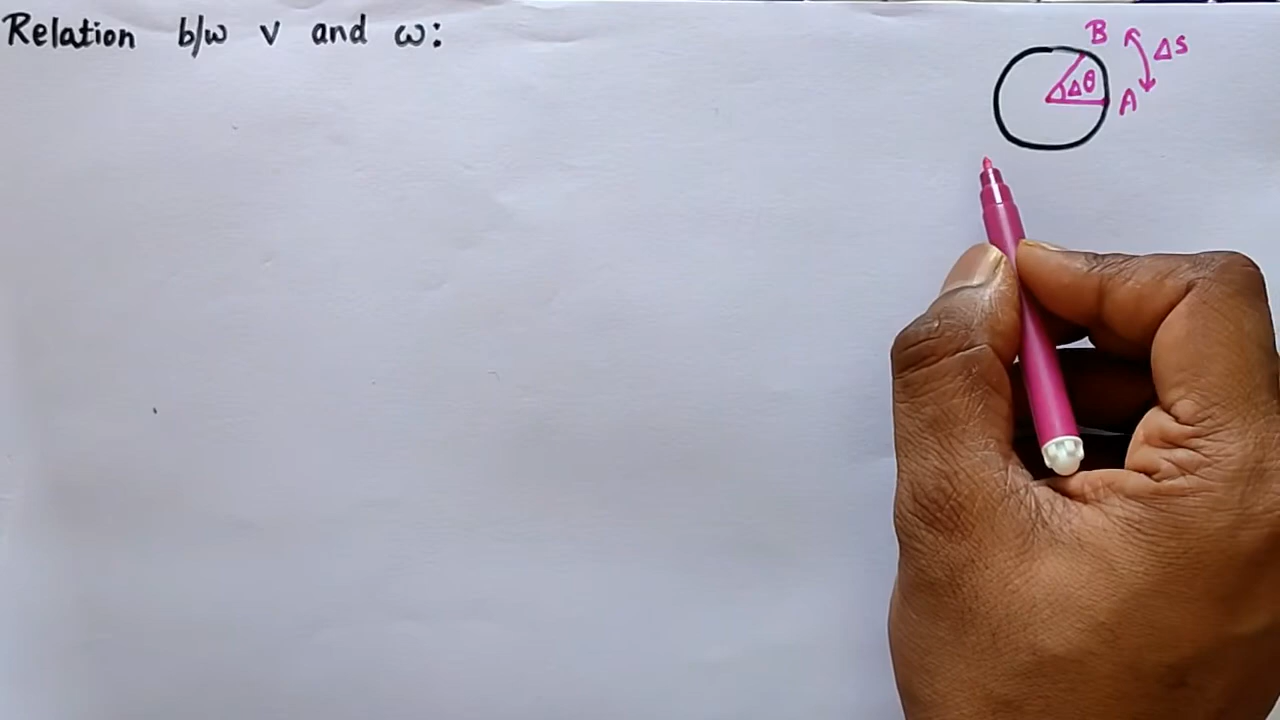 Relation b/w v and ω:
B
Δs
Δθ
A